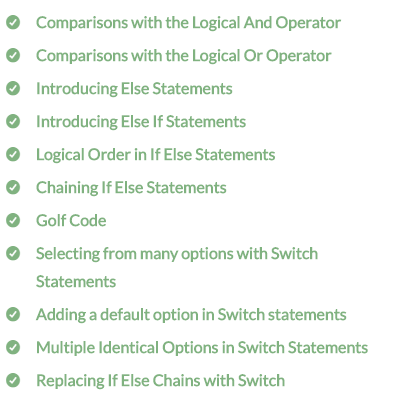 Comparisons with the Logical And Operator
Comparisons with the Logical Or Operator
Introducing Else Statements
Introducing Else If Statements
Logical Order in If Else Statements
Chaining If Else Statements
Golf Code
Selecting from many options with Switch
Statements
Adding a default option in Switch statements
Multiple Identical Options in Switch Statements
Replacing If Else Chains with Switch